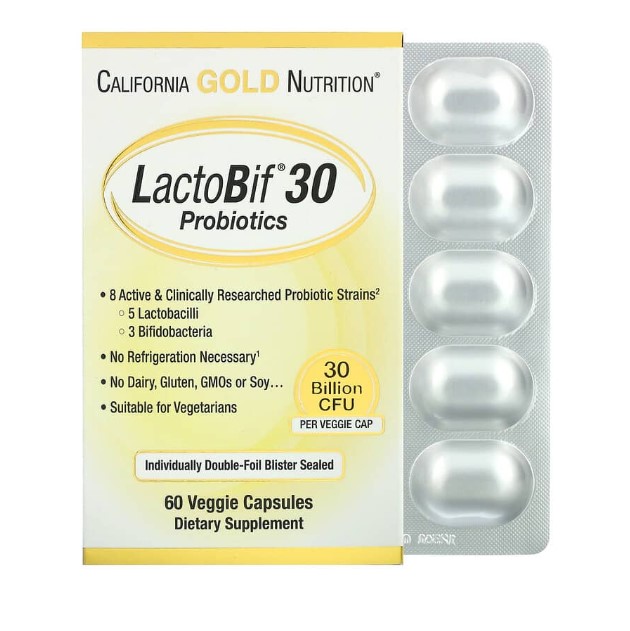 CALIFORNIA GOLD NUTRITION®
LactoBif® 30
Probiotics
• 8 Active & Clinically Researched Probiotic Strains²
○ 5 Lactobacilli
○ 3 Bifidobacteria
• No Refrigeration Necessary¹
• No Dairy, Gluten, GMOs or Soy...
• Suitable for Vegetarians
30
Billion
CFU
PER VEGGIE CAP
Individually Double-Foil Blister Sealed
60 Veggie Capsules
Dietary Supplement